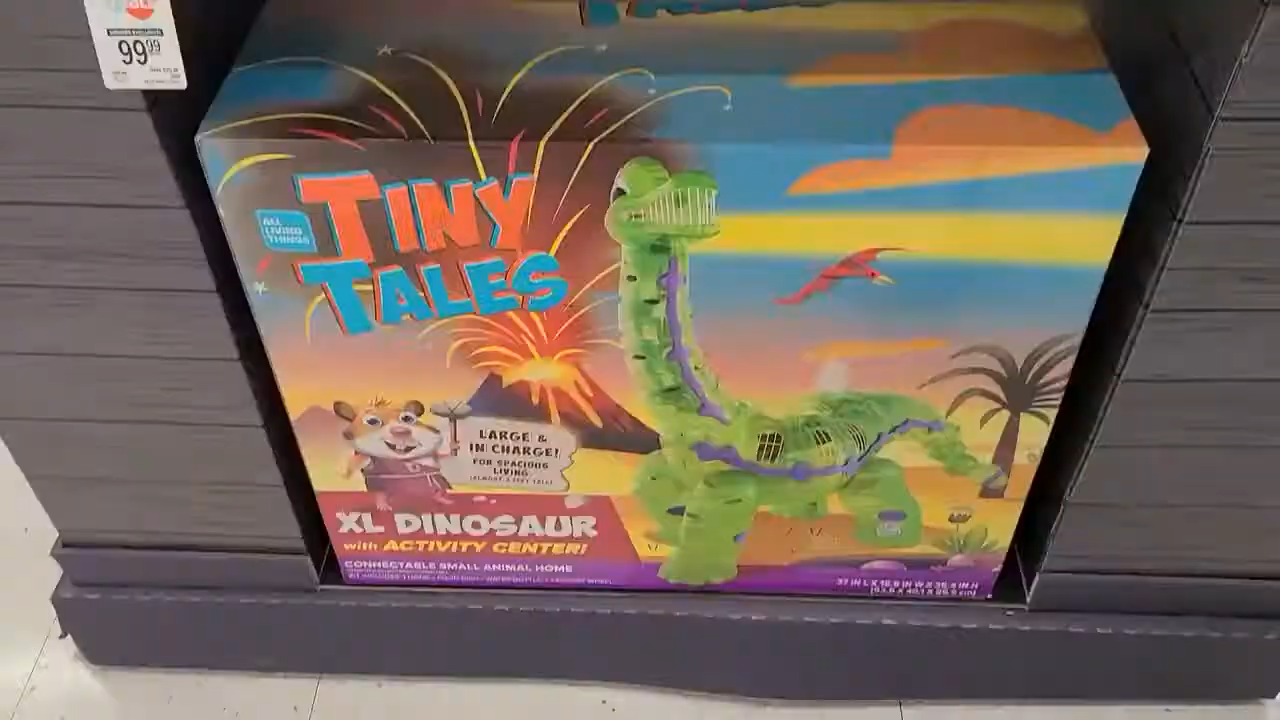 99 99
ALL
LIVING
THINGS
TINY
TALES
LARGE &
IN CHARGE!
FOR SPACIOUS
LIVING
XL DINOSAUR
with ACTIVITY CENTER!
CONNECTABLE SMALL ANIMAL HOME